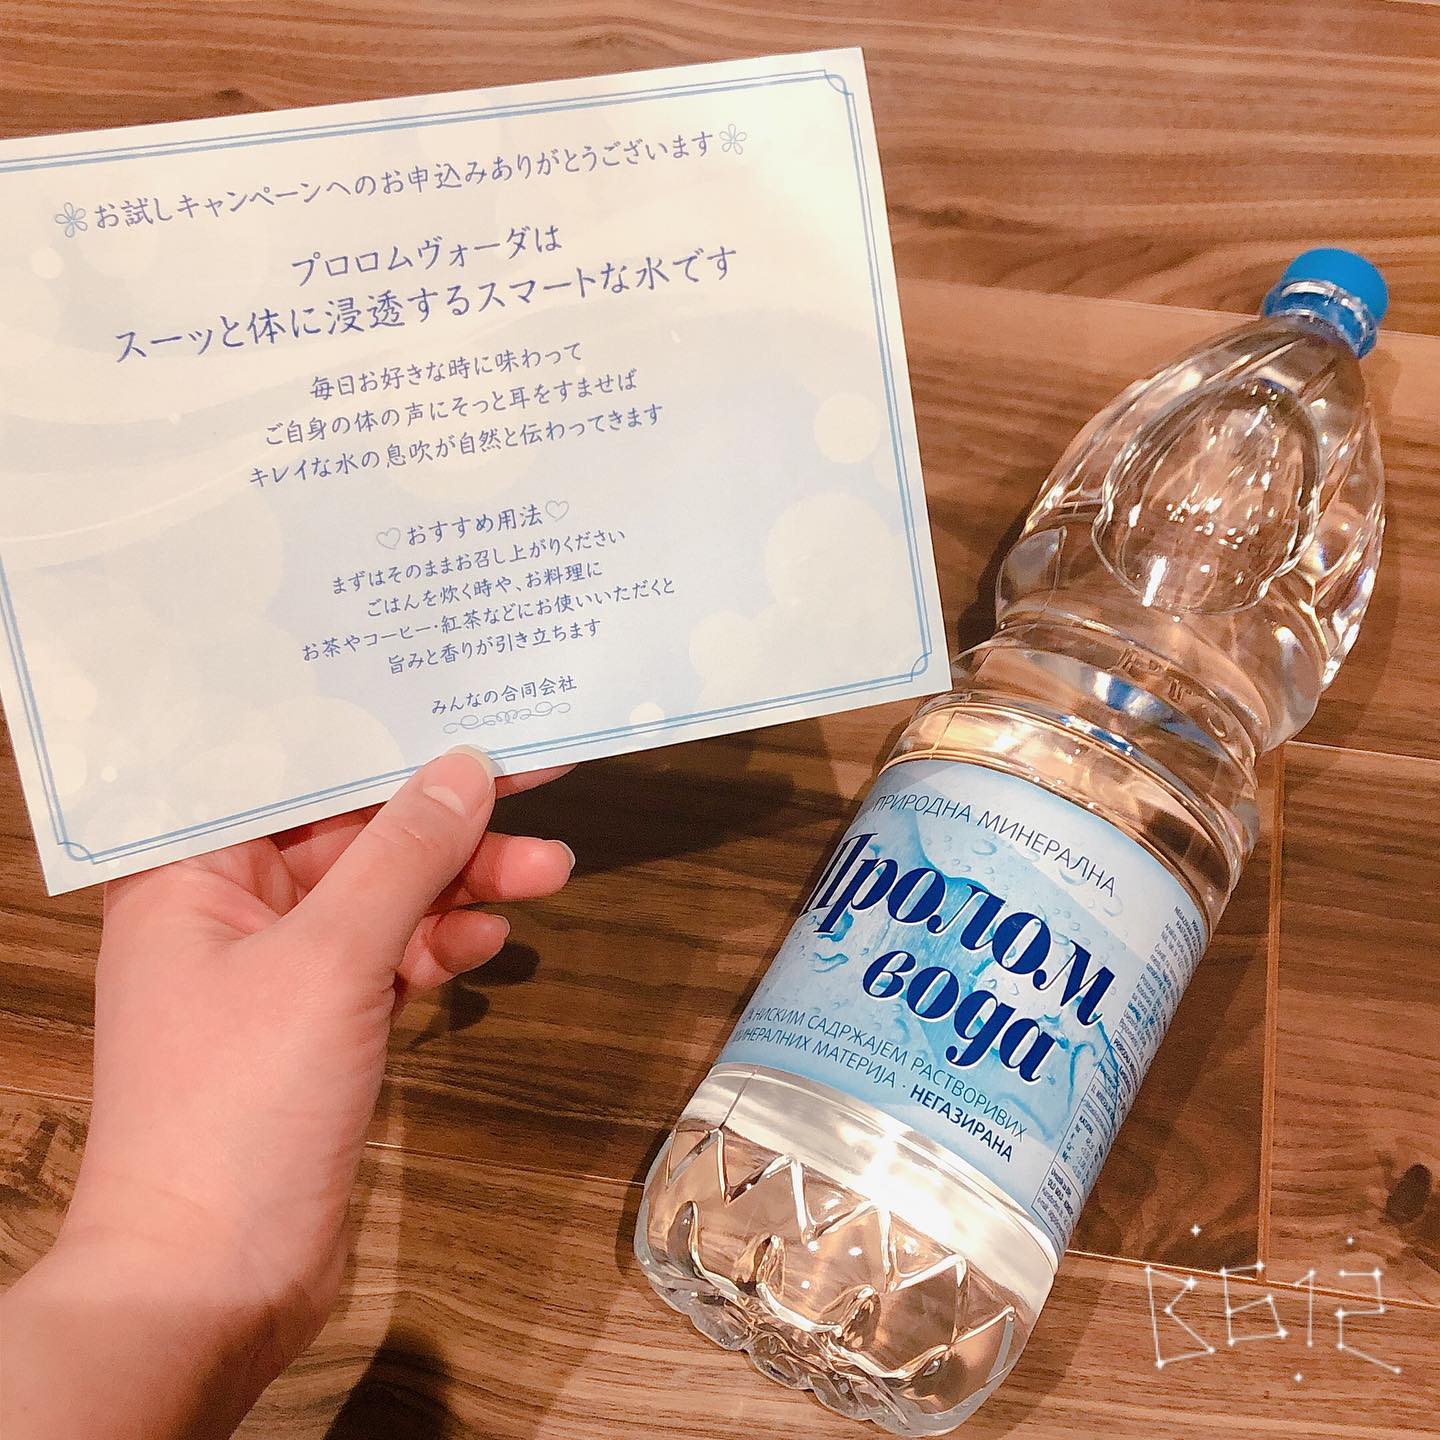 お試しキャンペーンへのお申込みありがとうございます
プロロムヴォーダは
スーッと体に浸透するスマートな水です
毎日お好きな時に味わって
ご自身の体の声にそっと耳をすませば
キレイな水の息吹が自然と伝わってきます
♡おすすめ用法♡
まずはそのままお召し上がりください
ごはんを炊く時や、お料理に
お茶やコーヒー・紅茶などにお使いいただくと
旨みと香りが引き立ちます
みんなの合同会社
ПРИРОДНА МИНЕРАЛНА
Пролом
вода
СА НИСКИМ САДРЖАЈЕМ РАСТВОРИВИХ
МИНЕРАЛНИХ МАТЕРИЈА · НЕГАЗИРАНА
B612